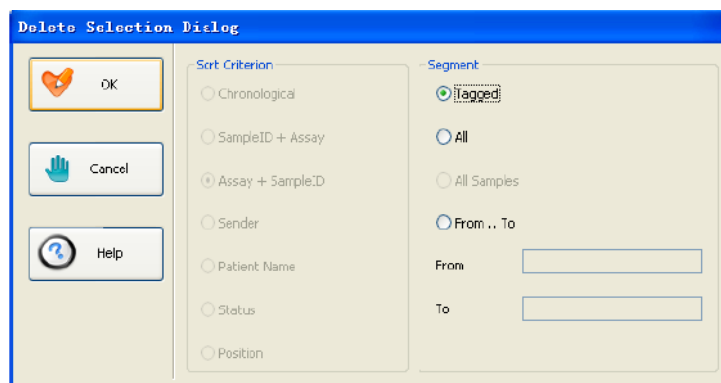 Delete Selection Dialog
OK
Cancel
Help
Sort Criterion
Chronological
SampleID + Assay
Assay + SampleID
Sender
Patient Name
Status
Position
Segment
Tagged
All
All Samples
From .. To
From
To